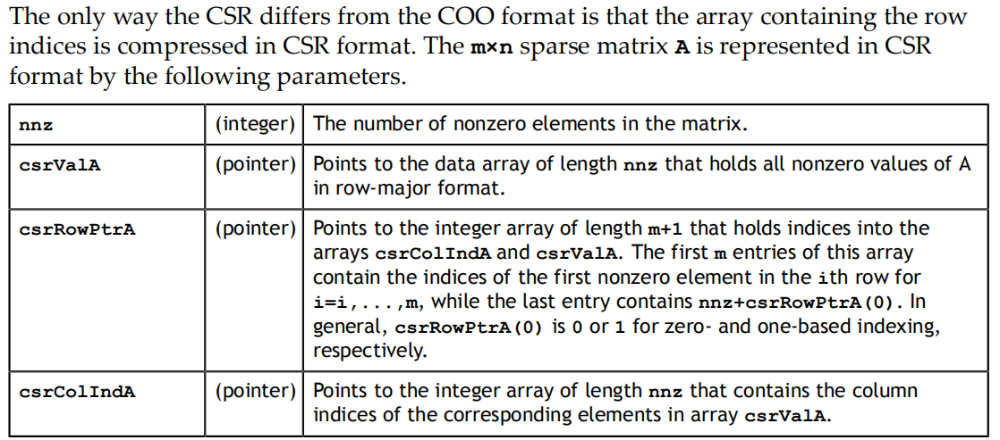 The only way the CSR differs from the COO format is that the array containing the row
indices is compressed in CSR format. The m×n sparse matrix A is represented in CSR
format by the following parameters.
nnz (integer) The number of nonzero elements in the matrix.
csrValA (pointer) Points to the data array of length nnz that holds all nonzero values of A
in row-major format.
csrRowPtrA (pointer) Points to the integer array of length m+1 that holds indices into the
arrays csrColIndA and csrValA. The first m entries of this array
contain the indices of the first nonzero element in the ith row for
i=i,...,m, while the last entry contains nnz+csrRowPtrA(0). In
general, csrRowPtrA(0) is 0 or 1 for zero- and one-based indexing,
respectively.
csrColIndA (pointer) Points to the integer array of length nnz that contains the column
indices of the corresponding elements in array csrValA.